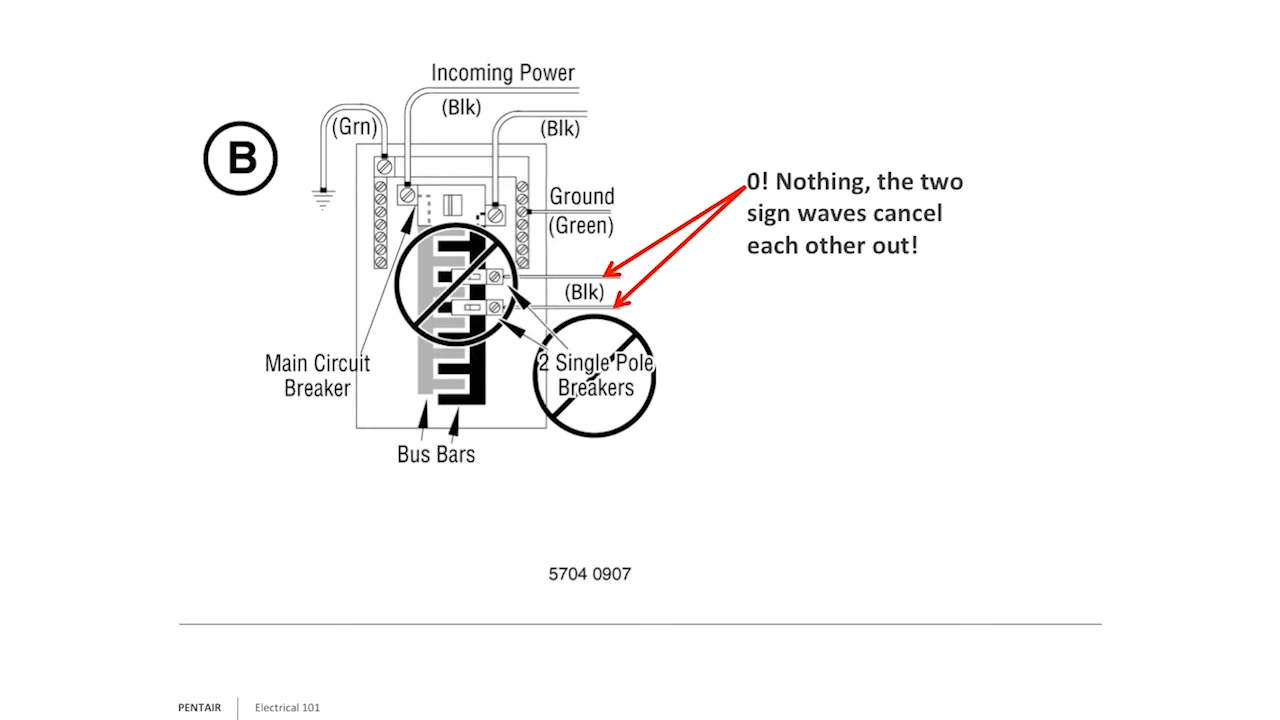 Incoming Power
(Blk)
(Grn)
(Blk)
B
0! Nothing, the two
sign waves cancel
each other out!
Ground
(Green)
(Blk)
Main Circuit
Breaker
2 Single Pole
Breakers
Bus Bars
5704 0907
PENTAIR
Electrical 101